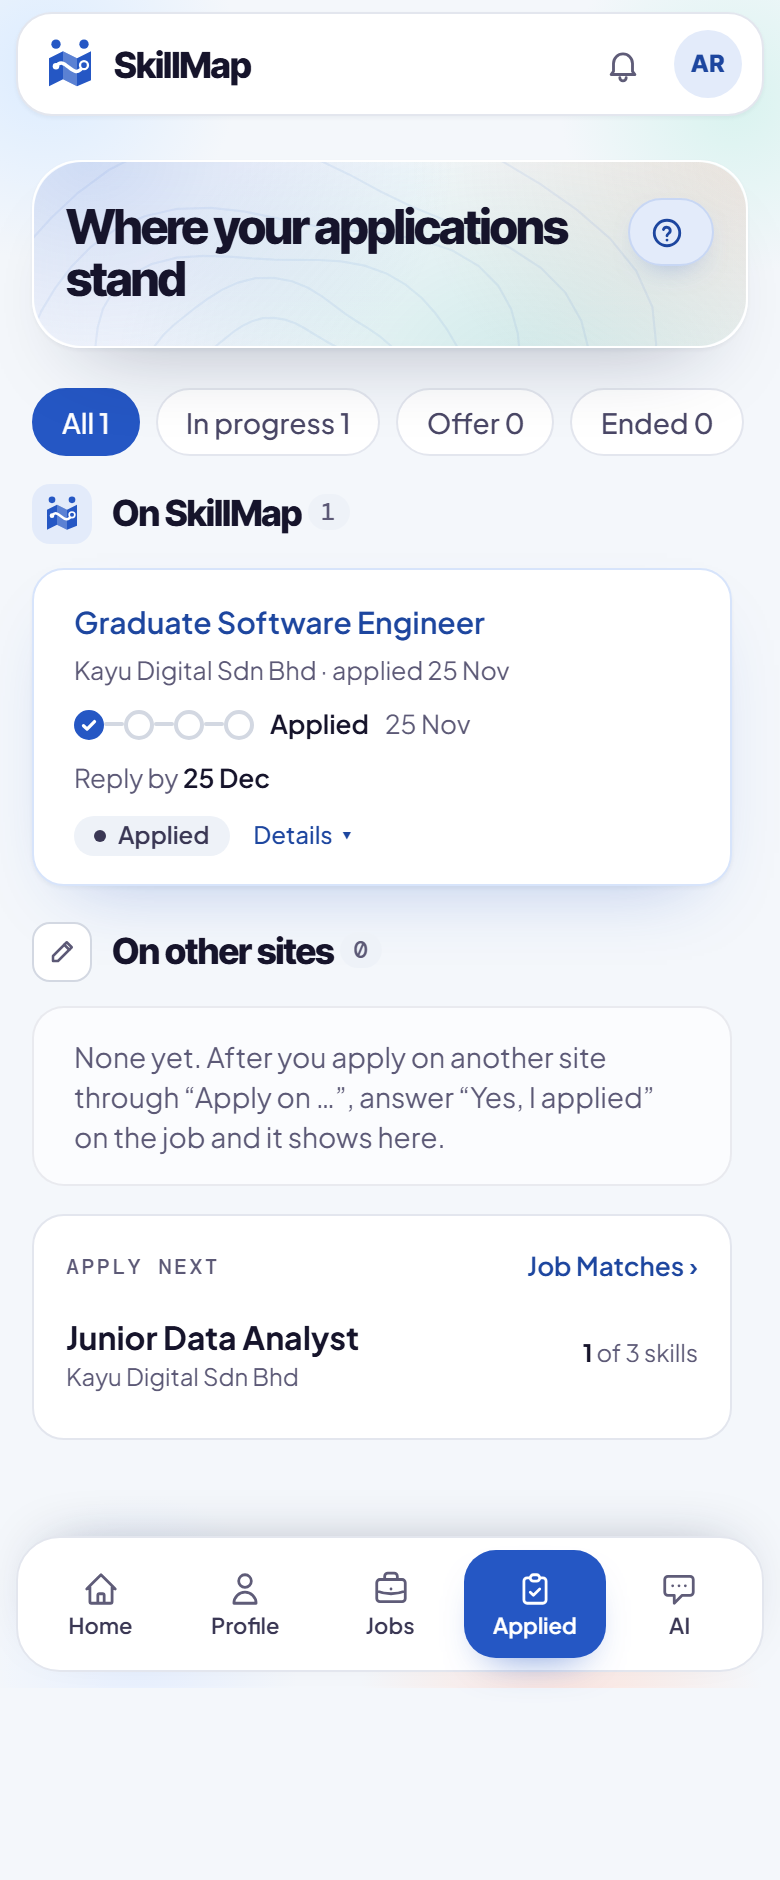 SkillMap
AR
Where your applications
stand
All 1
In progress 1
Offer 0
Ended 0
On SkillMap 1
Graduate Software Engineer
Kayu Digital Sdn Bhd · applied 25 Nov
Applied 25 Nov
Reply by 25 Dec
Applied
Details ▾
On other sites 0
None yet. After you apply on another site
through “Apply on ...”, answer “Yes, I applied”
on the job and it shows here.
APPLY NEXT
Job Matches ›
Junior Data Analyst
1 of 3 skills
Kayu Digital Sdn Bhd
Home
Profile
Jobs
Applied
AI